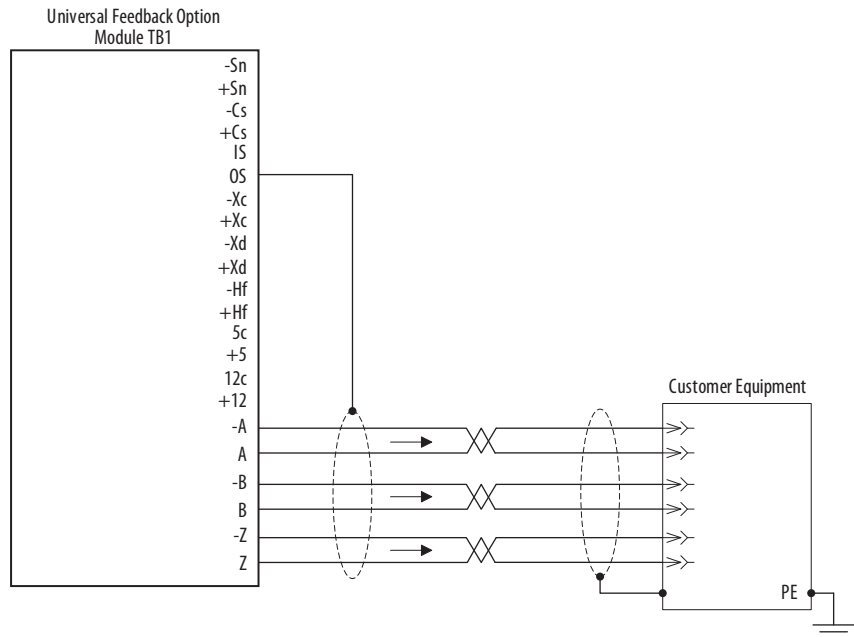 Universal Feedback Option
Module TB1
-Sn
+Sn
-Cs
+Cs
IS
OS
-Xc
+Xc
-Xd
+Xd
-Hf
+Hf
5c
+5
12c
+12
-A
A
-B
B
-Z
Z
Customer Equipment
PE